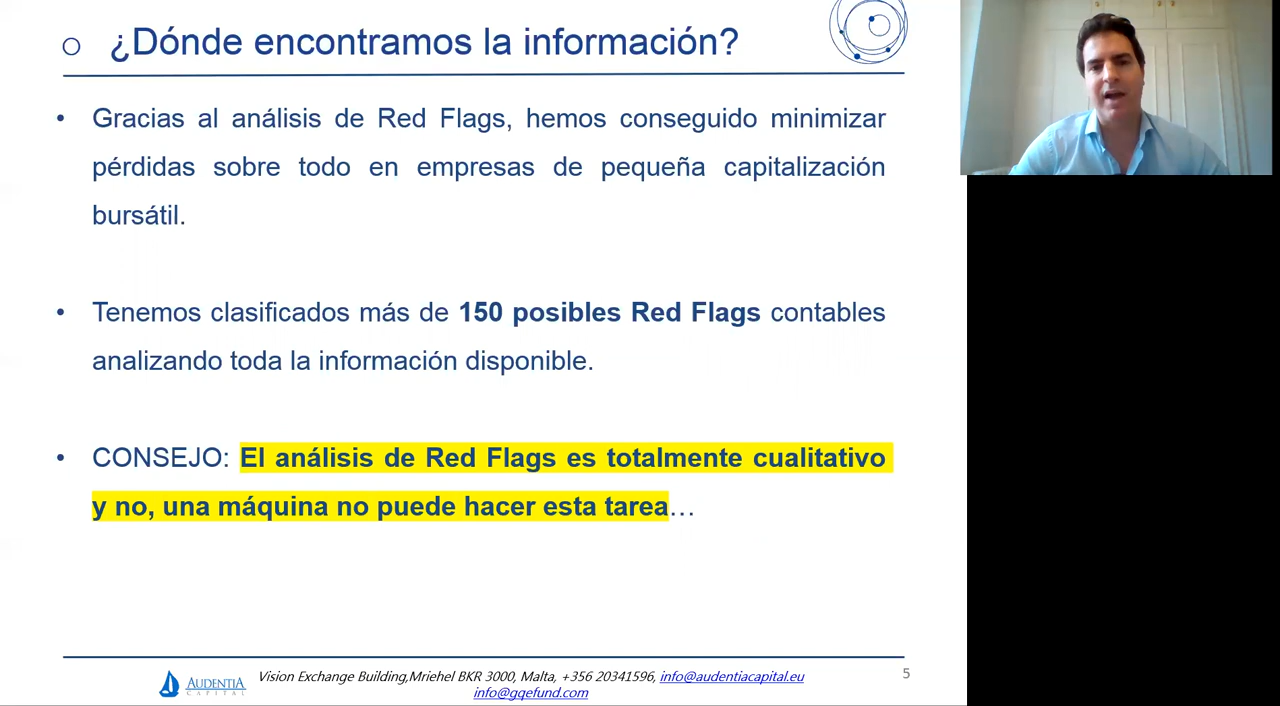 o ¿Dónde encontramos la información?
• Gracias al análisis de Red Flags, hemos conseguido minimizar
pérdidas sobre todo en empresas de pequeña capitalización
bursátil.
• Tenemos clasificados más de 150 posibles Red Flags contables
analizando toda la información disponible.
• CONSEJO: El análisis de Red Flags es totalmente cualitativo
y no, una máquina no puede hacer esta tarea…
AUDENTIA
CAPITAL
Vision Exchange Building,Mriehel BKR 3000, Malta, +356 20341596, info@audentiacapital.eu
info@gqefund.com
5